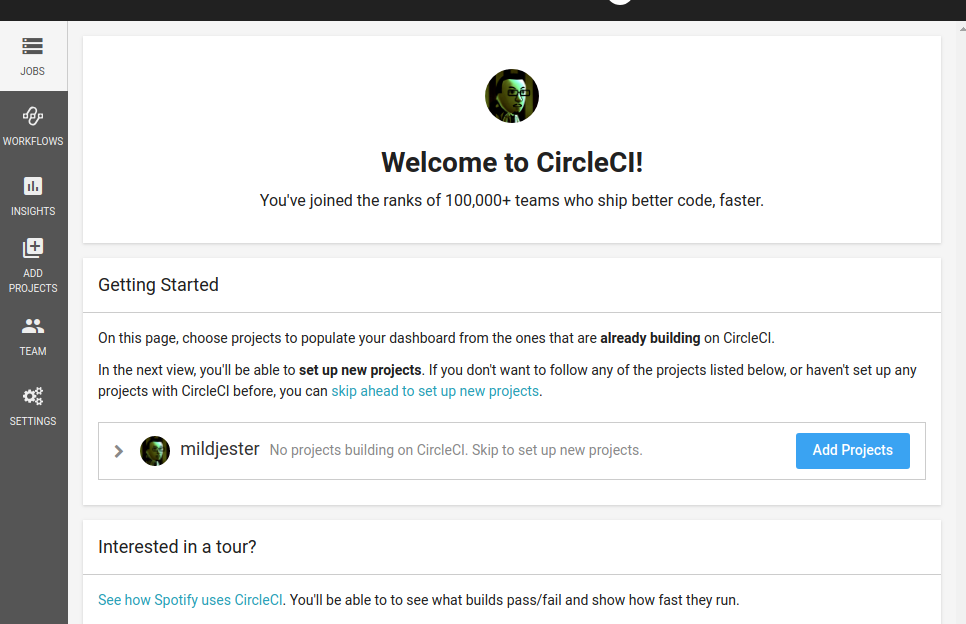 JOBS
WORKFLOWS
INSIGHTS
ADD
PROJECTS
TEAM
SETTINGS
Welcome to CircleCI!
You've joined the ranks of 100,000+ teams who ship better code, faster.
Getting Started
On this page, choose projects to populate your dashboard from the ones that are already building on CircleCI.
In the next view, you'll be able to set up new projects. If you don't want to follow any of the projects listed below, or haven't set up any
projects with CircleCI before, you can skip ahead to set up new projects.
mildjester No projects building on CircleCI. Skip to set up new projects. Add Projects
Interested in a tour?
See how Spotify uses CircleCI. You'll be able to to see what builds pass/fail and show how fast they run.